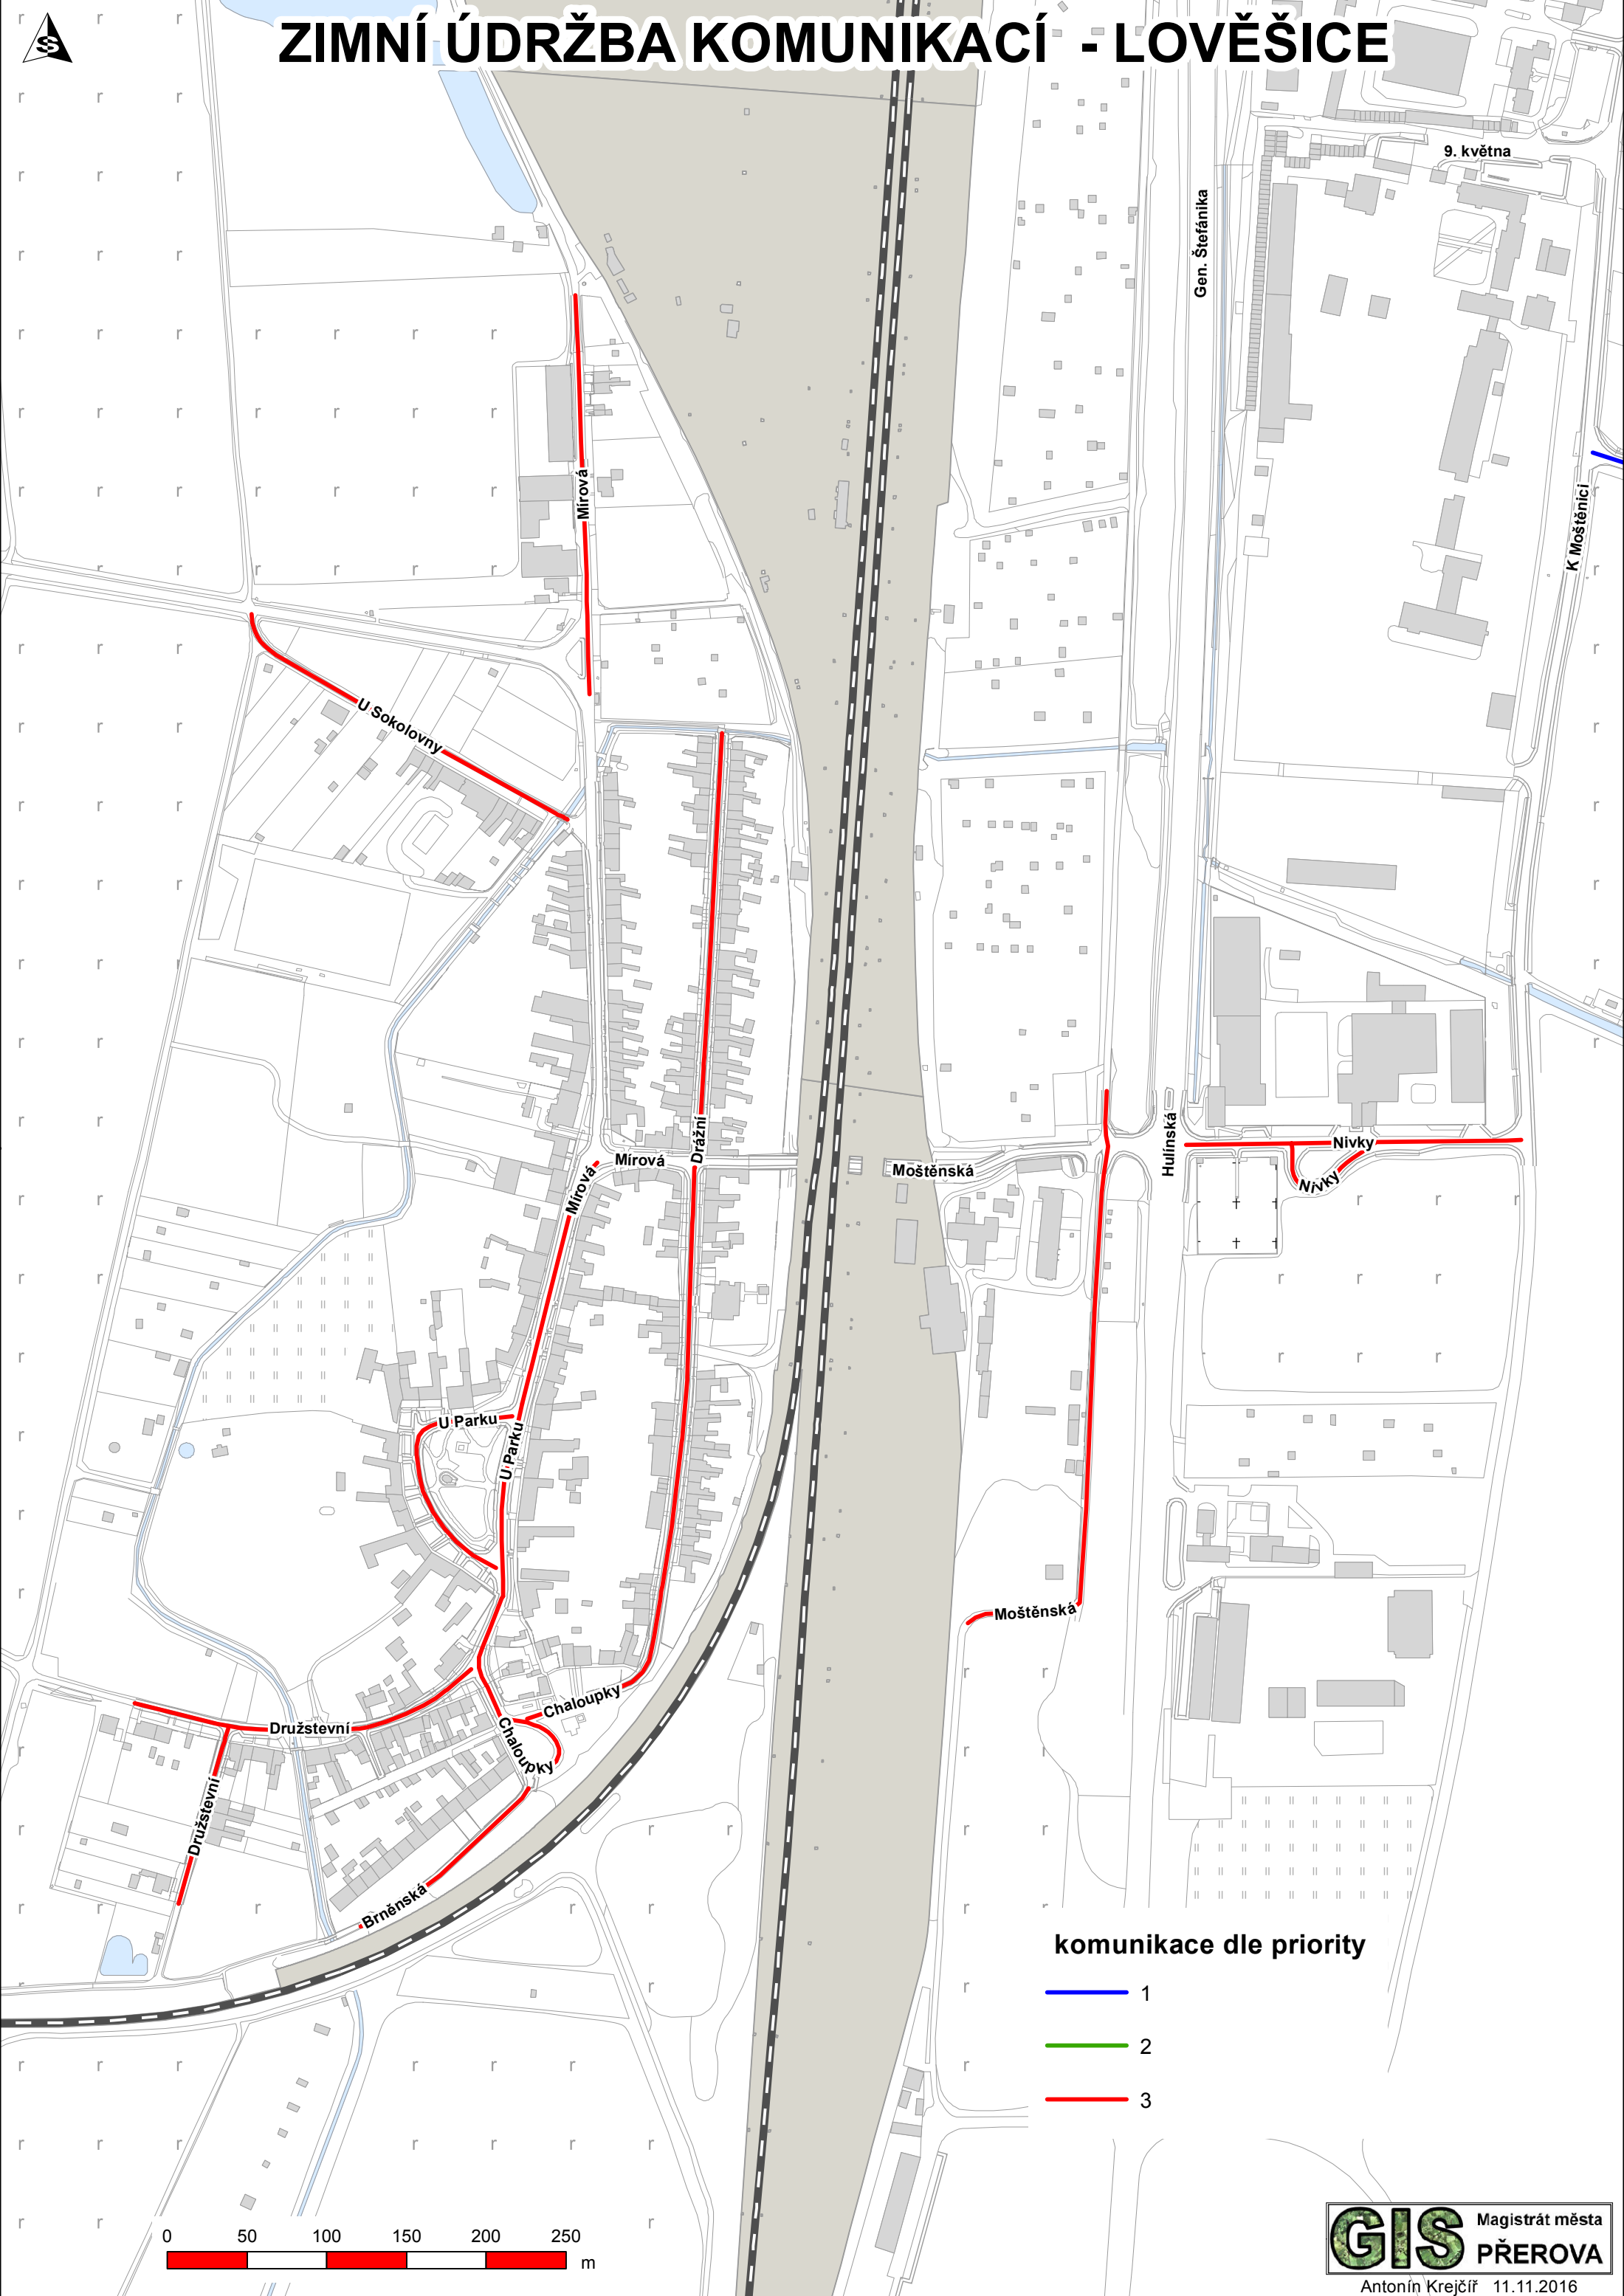 ZIMNÍ ÚDRŽBA KOMUNIKACÍ - LOVĚŠICE
9. května
Gen. Štefánika
K Moštěnici
Mírová
U Sokolovny
Drážní
Mírová
Mírová
Moštěnská
Hulínská
Nivky
Nivky
U Parku
U Parku
Moštěnská
Chaloupky
Chaloupky
Družstevní
Družstevní
Brněnská
komunikace dle priority
1
2
3
0 50 100 150 200 250
m
GIS
Magistrát města
PŘEROVA
Antonín Krejčíř 11.11.2016